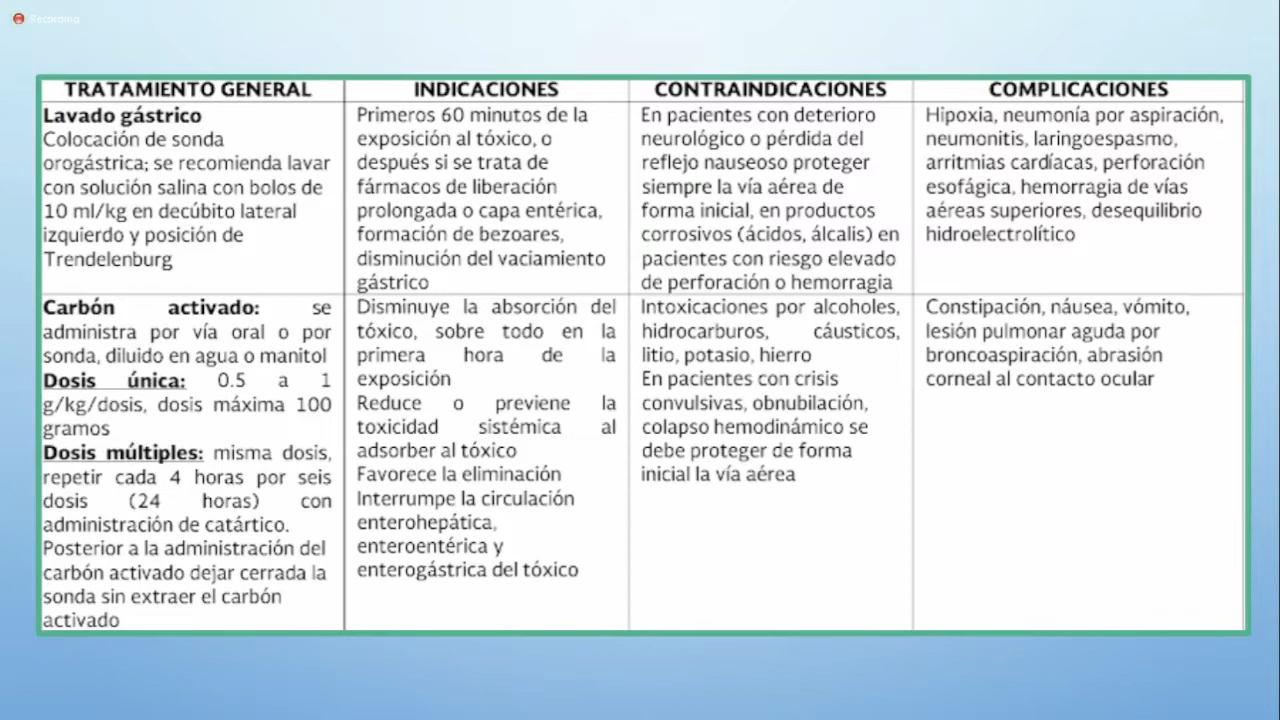 Recording
TRATAMIENTO GENERAL
INDICACIONES
CONTRAINDICACIONES
COMPLICACIONES
Lavado gástrico
Colocación de sonda
orogástrica; se recomienda lavar
con solución salina con bolos de
10 ml/kg en decúbito lateral
izquierdo y posición de
Trendelenburg
Primeros 60 minutos de la
exposición al tóxico, o
después si se trata de
fármacos de liberación
prolongada o capa entérica,
formación de bezoares,
disminución del vaciamiento
gástrico
En pacientes con deterioro
neurológico o pérdida del
reflejo nauseoso proteger
siempre la vía aérea de
forma inicial, en productos
corrosivos (ácidos, álcalis) en
pacientes con riesgo elevado
de perforación o hemorragia
Hipoxia, neumonía por aspiración,
neumonitis, laringoespasmo,
arritmias cardíacas, perforación
esofágica, hemorragia de vías
aéreas superiores, desequilibrio
hidroelectrolítico
Carbón activado: se
administra por vía oral o por
sonda, diluido en agua o manitol
Dosis única: 0.5 a 1
g/kg/dosis, dosis máxima 100
gramos
Dosis múltiples: misma dosis,
repetir cada 4 horas por seis
dosis (24 horas) con
administración de catártico.
Posterior a la administración del
carbón activado dejar cerrada la
sonda sin extraer el carbón
activado
Disminuye la absorción del
tóxico, sobre todo en la
primera hora de la
exposición
Reduce o previene la
toxicidad sistémica al
adsorber al tóxico
Favorece la eliminación
Interrumpe la circulación
enterohepática,
enteroentérica y
enterogástrica del tóxico
Intoxicaciones por alcoholes,
hidrocarburos, cáusticos,
litio, potasio, hierro
En pacientes con crisis
convulsivas, obnubilación,
colapso hemodinámico se
debe proteger de forma
inicial la vía aérea
Constipación, náusea, vómito,
lesión pulmonar aguda por
broncoaspiración, abrasión
corneal al contacto ocular